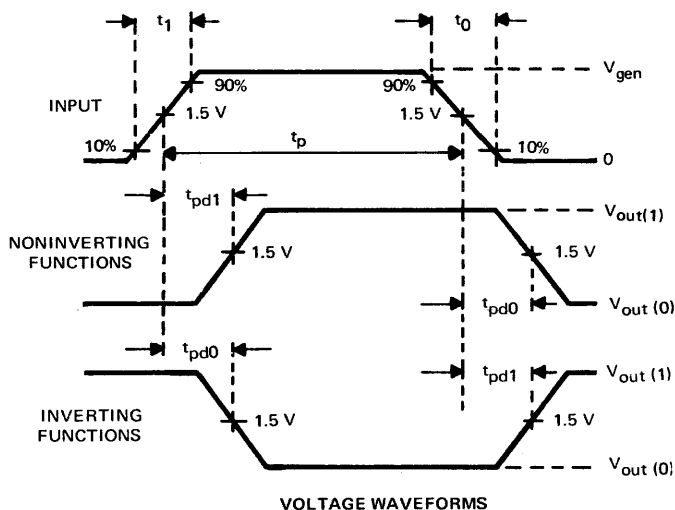 t1
t0
Vgen
90%
90%
INPUT
1.5 V
1.5 V
10%
tp
10%
0
tpd1
Vout(1)
NONINVERTING
FUNCTIONS
1.5 V
1.5 V
tpd0
Vout (0)
tpd0
tpd1
Vout (1)
INVERTING
FUNCTIONS
1.5 V
1.5 V
Vout (0)
VOLTAGE WAVEFORMS